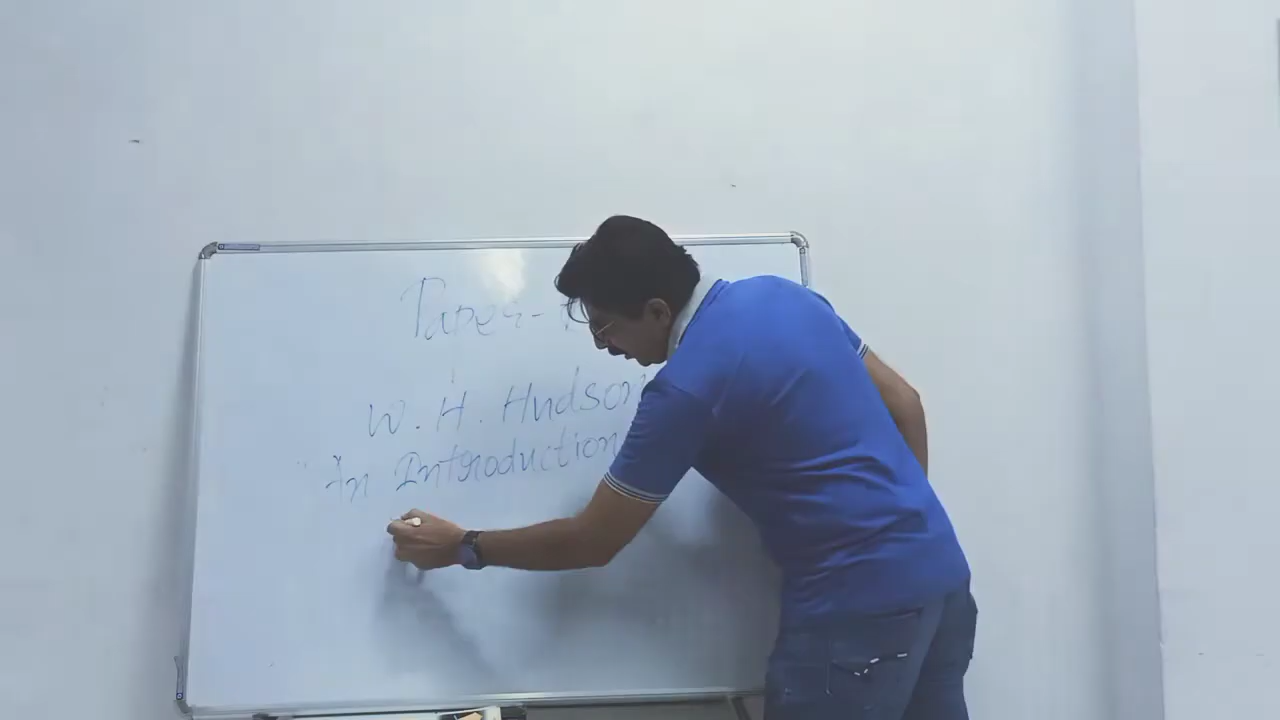 Paper-
W. H. Hudson
An Introduction